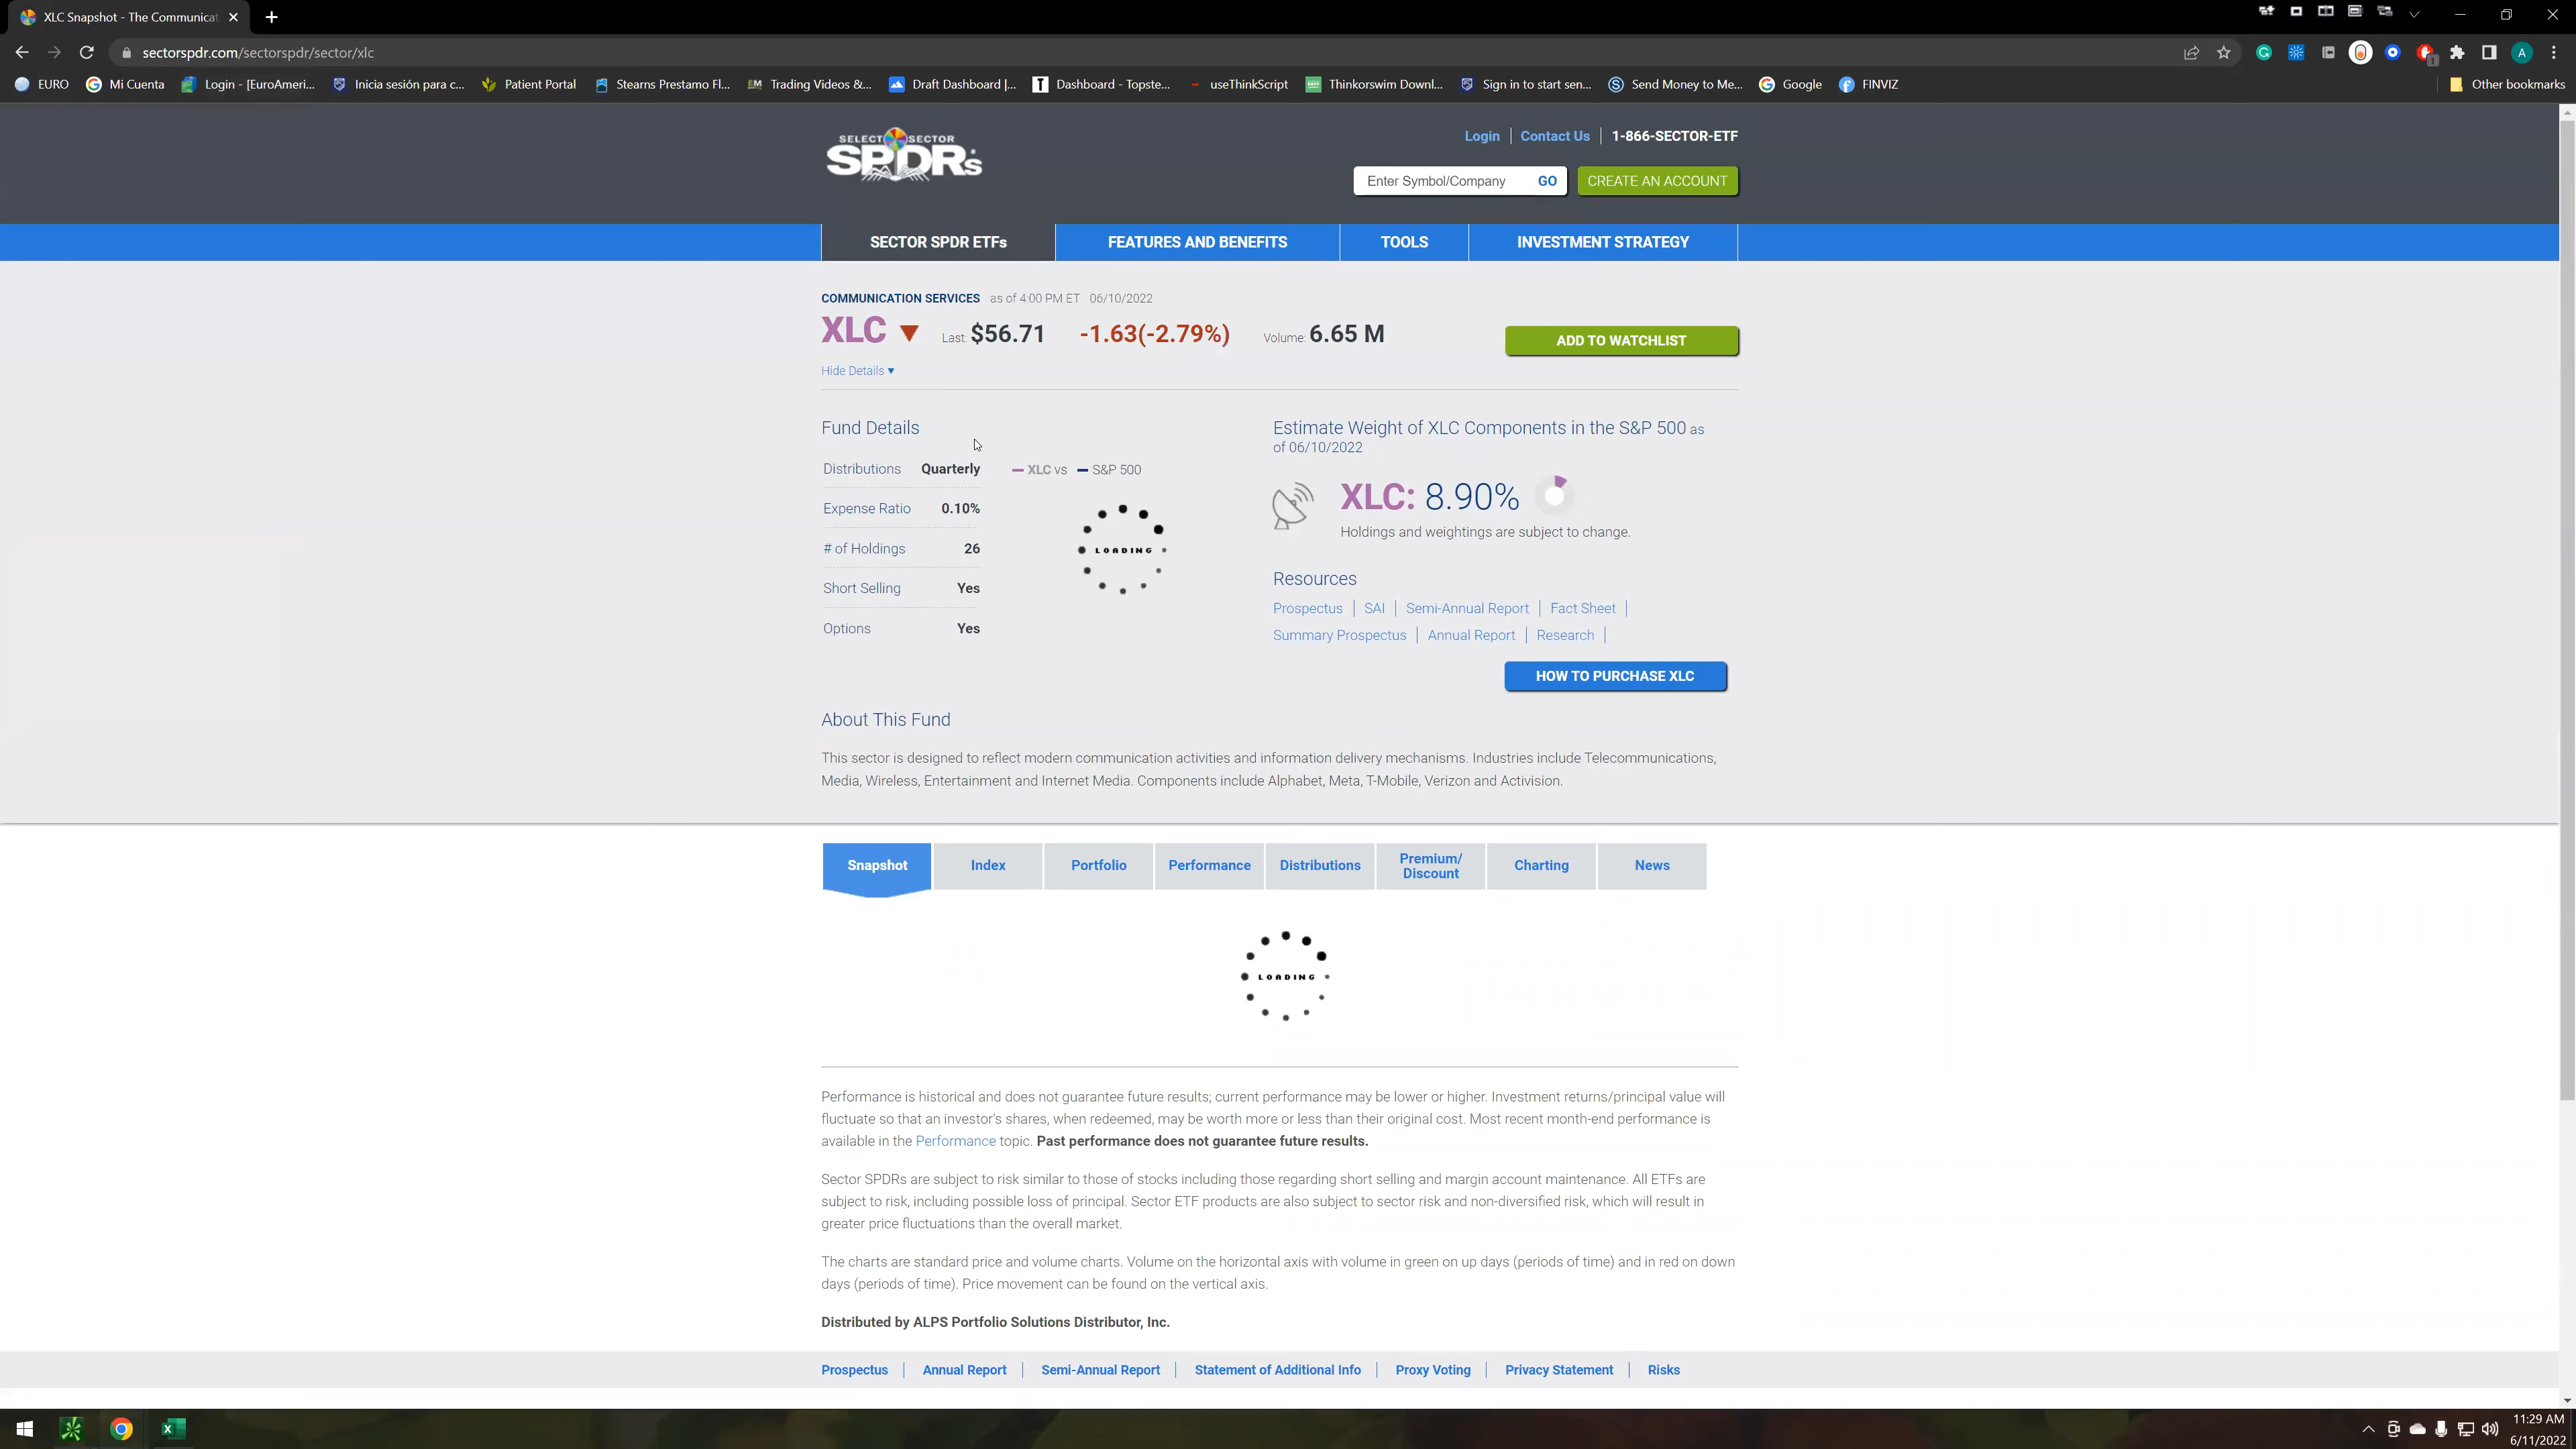 XLC Snapshot - The Communicat
sectorspdr.com/sectorspdr/sector/xlc
EURO Mi Cuenta Login - [EuroAmeri... Inicia sesión para c... Patient Portal Stearns Prestamo Fl... Trading Videos &... Draft Dashboard |... Dashboard - Topste... useThinkScript Thinkorswim Downl... Sign in to start sen... Send Money to Me... Google FINVIZ Other bookmarks
SELECT SECTOR
SPDRs
Login Contact Us 1-866-SECTOR-ETF
Enter Symbol/Company GO CREATE AN ACCOUNT
SECTOR SPDR ETFs FEATURES AND BENEFITS TOOLS INVESTMENT STRATEGY
COMMUNICATION SERVICES as of 4:00 PM ET 06/10/2022
XLC ▼ Last: $56.71 -1.63(-2.79%) Volume: 6.65 M ADD TO WATCHLIST
Hide Details ▾
Fund Details
Distributions Quarterly
Expense Ratio 0.10%
# of Holdings 26
Short Selling Yes
Options Yes
XLC vs S&P 500
LOADING
Estimate Weight of XLC Components in the S&P 500 as
of 06/10/2022
XLC: 8.90%
Holdings and weightings are subject to change.
Resources
Prospectus | SAI | Semi-Annual Report | Fact Sheet |
Summary Prospectus | Annual Report | Research |
HOW TO PURCHASE XLC
About This Fund
This sector is designed to reflect modern communication activities and information delivery mechanisms. Industries include Telecommunications,
Media, Wireless, Entertainment and Internet Media. Components include Alphabet, Meta, T-Mobile, Verizon and Activision.
Snapshot Index Portfolio Performance Distributions Premium/ Discount Charting News
LOADING
Performance is historical and does not guarantee future results; current performance may be lower or higher. Investment returns/principal value will
fluctuate so that an investor's shares, when redeemed, may be worth more or less than their original cost. Most recent month-end performance is
available in the Performance topic. Past performance does not guarantee future results.
Sector SPDRs are subject to risk similar to those of stocks including those regarding short selling and margin account maintenance. All ETFs are
subject to risk, including possible loss of principal. Sector ETF products are also subject to sector risk and non-diversified risk, which will result in
greater price fluctuations than the overall market.
The charts are standard price and volume charts. Volume on the horizontal axis with volume in green on up days (periods of time) and in red on down
days (periods of time). Price movement can be found on the vertical axis.
Distributed by ALPS Portfolio Solutions Distributor, Inc.
Prospectus | Annual Report | Semi-Annual Report | Statement of Additional Info | Proxy Voting | Privacy Statement | Risks
11:29 AM
6/11/2022